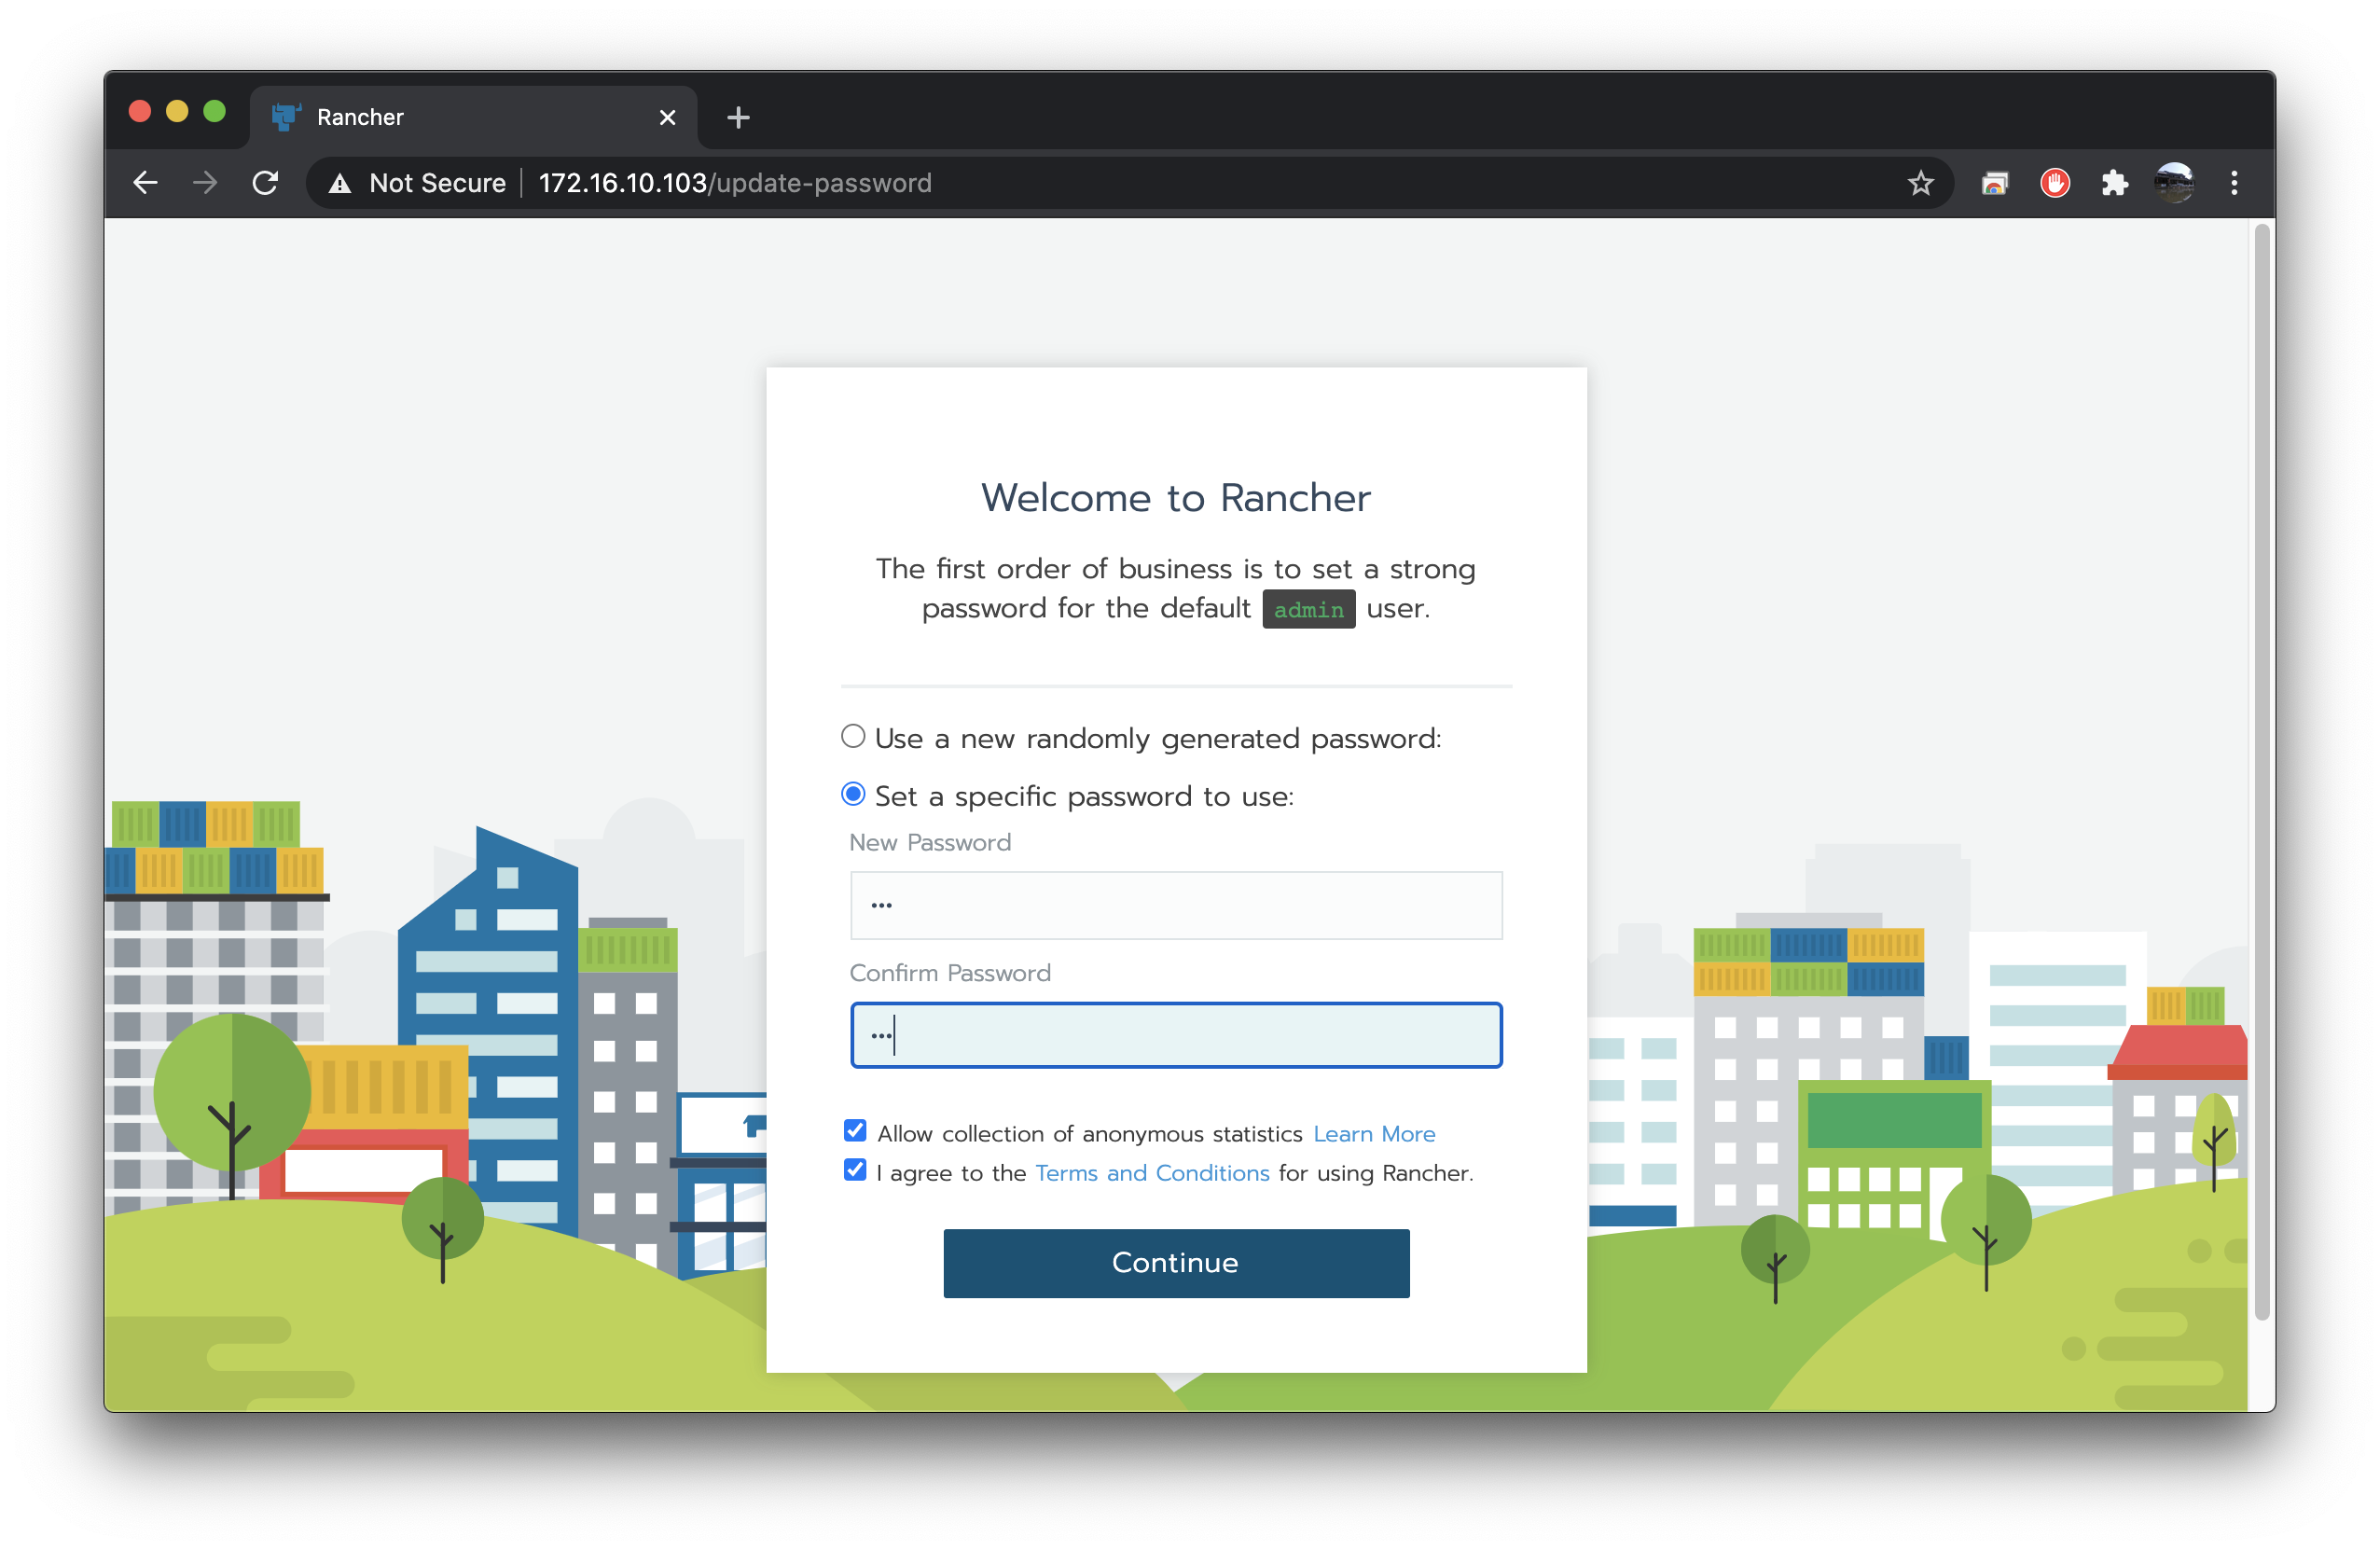 Rancher
Not Secure 172.16.10.103/update-password
Welcome to Rancher
The first order of business is to set a strong
password for the default admin user.
Use a new randomly generated password:
Set a specific password to use:
New Password
•••
Confirm Password
•••
Allow collection of anonymous statistics Learn More
I agree to the Terms and Conditions for using Rancher.
Continue